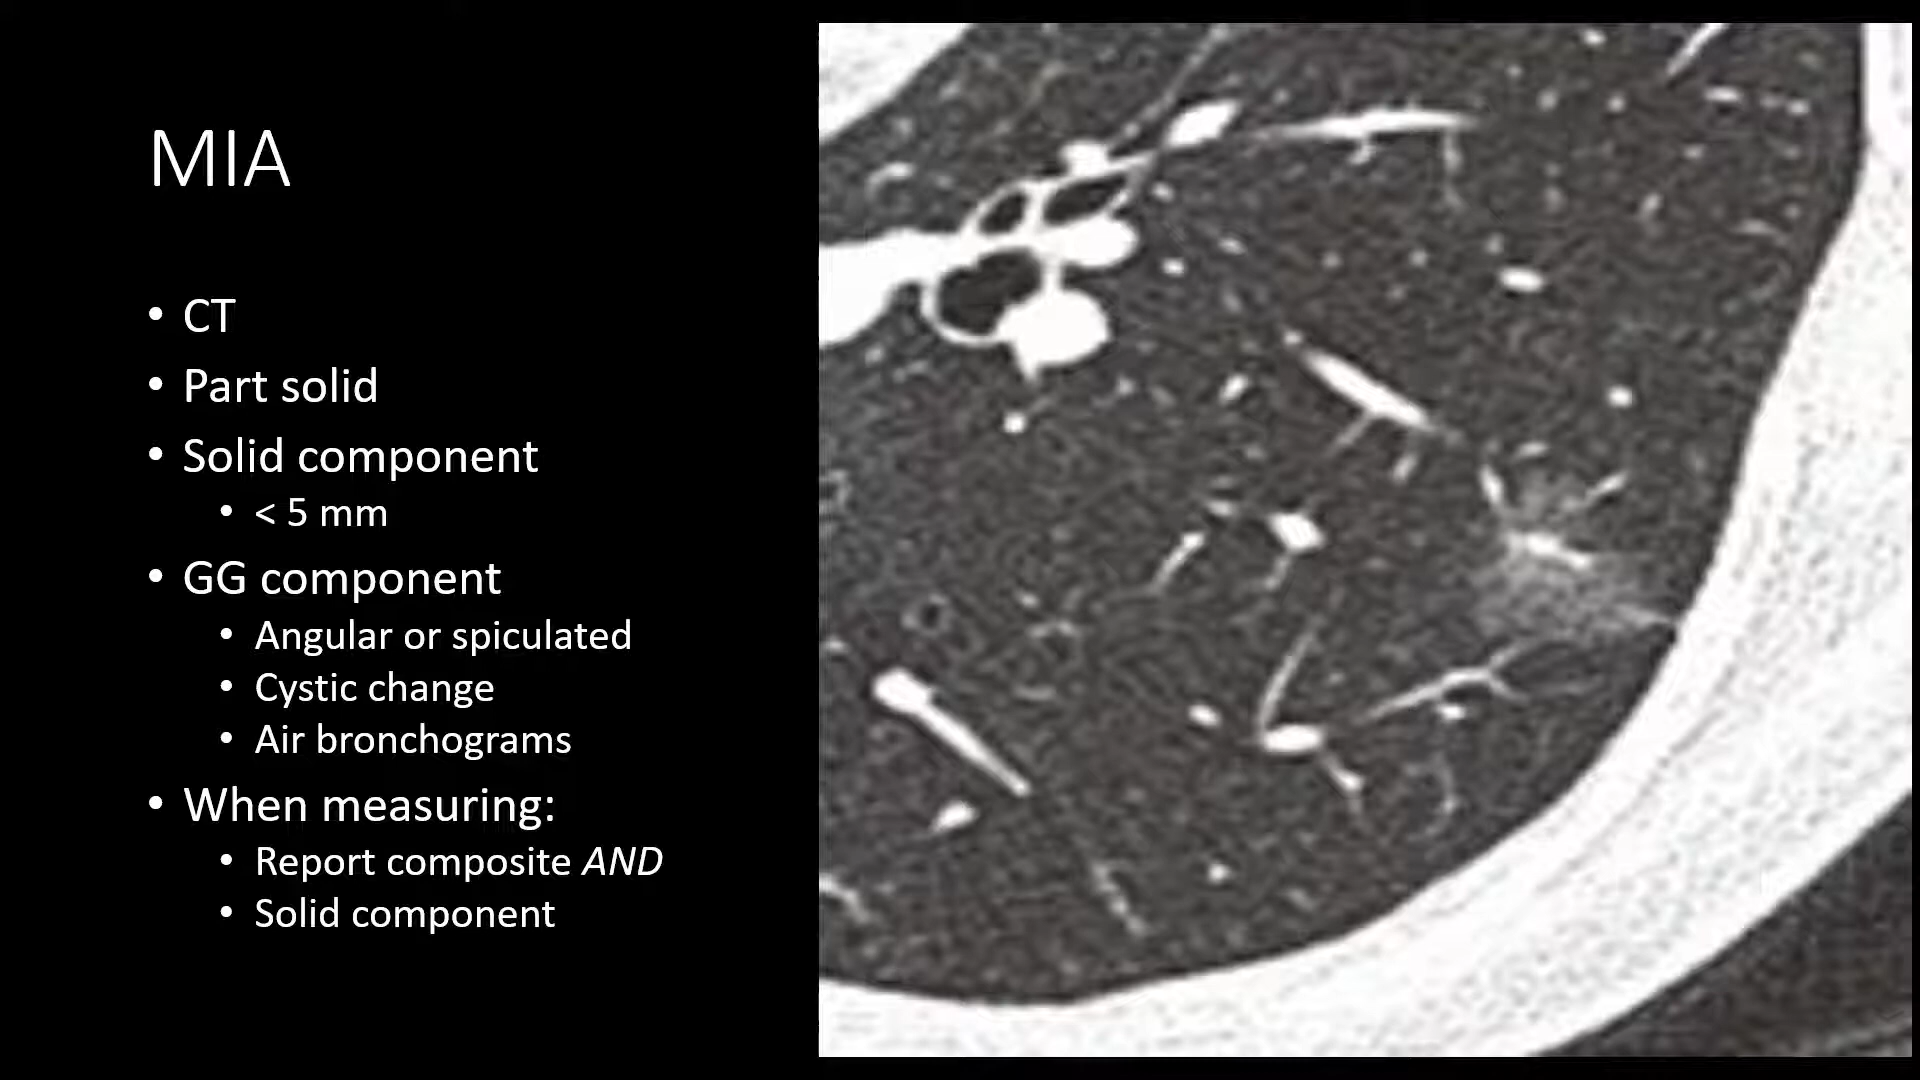 MIA
• CT
• Part solid
• Solid component
• < 5 mm
• GG component
• Angular or spiculated
• Cystic change
• Air bronchograms
• When measuring:
• Report composite AND
• Solid component